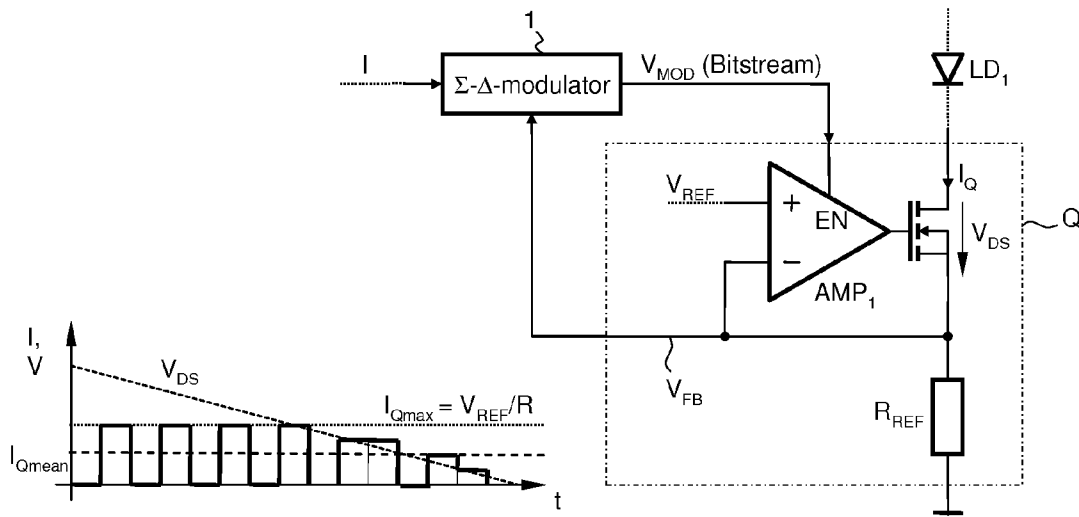 1
I
Σ-Δ-modulator
V_MOD (Bitstream)
LD_1
V_REF
+
EN
I_Q
V_DS
Q
−
AMP_1
V_FB
R_REF
I,
V
V_DS
I_Qmax = V_REF/R
I_Qmean
t